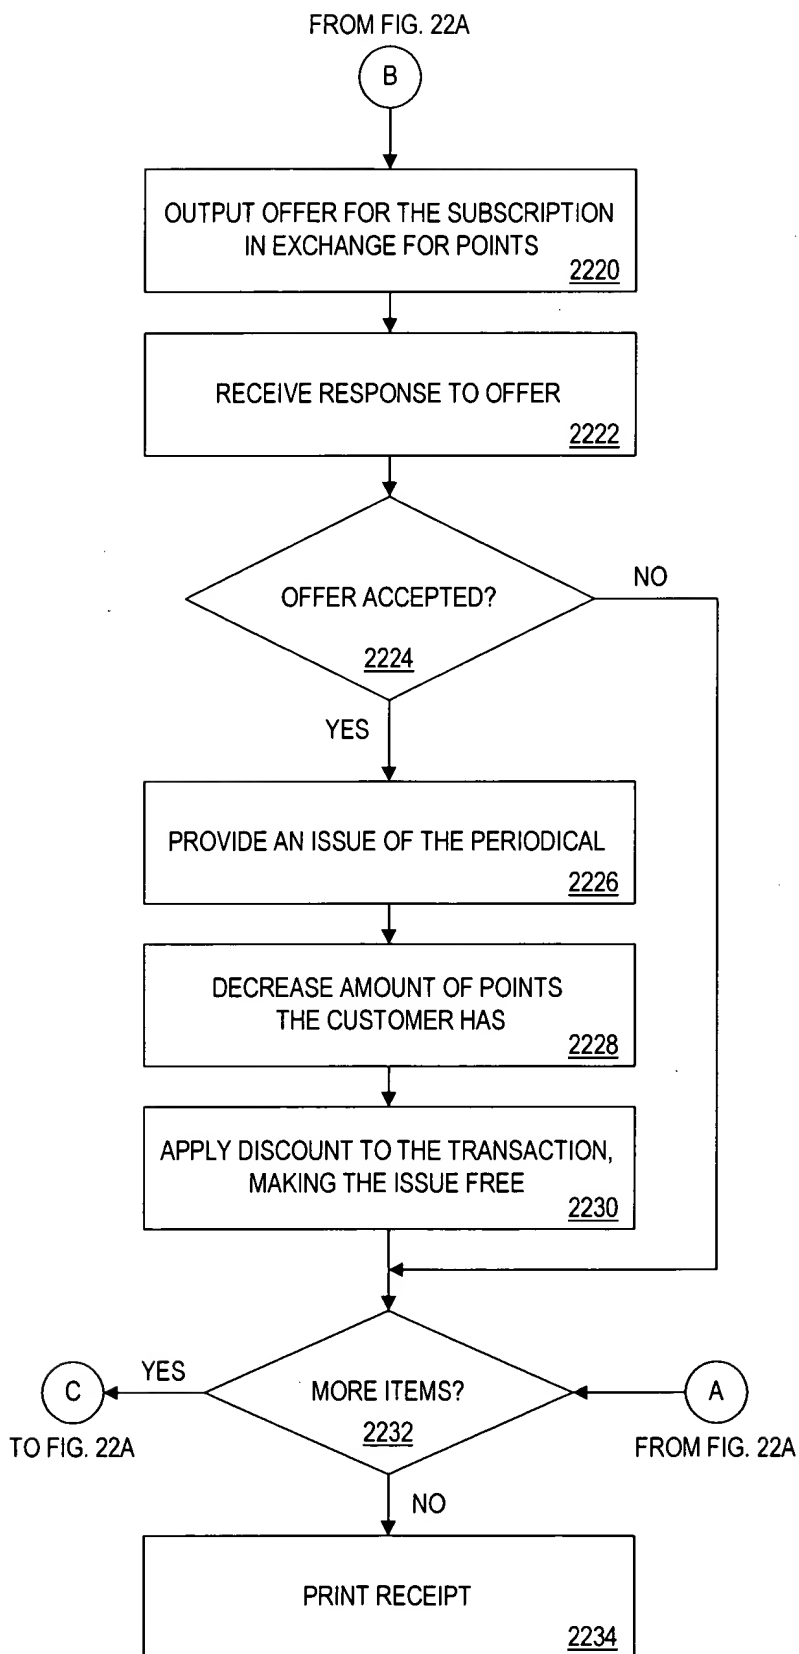 FROM FIG. 22A
B
OUTPUT OFFER FOR THE SUBSCRIPTION
IN EXCHANGE FOR POINTS
2220
RECEIVE RESPONSE TO OFFER
2222
OFFER ACCEPTED?
2224
NO
YES
PROVIDE AN ISSUE OF THE PERIODICAL
2226
DECREASE AMOUNT OF POINTS
THE CUSTOMER HAS
2228
APPLY DISCOUNT TO THE TRANSACTION,
MAKING THE ISSUE FREE
2230
C
TO FIG. 22A
YES
MORE ITEMS?
2232
A
FROM FIG. 22A
NO
PRINT RECEIPT
2234